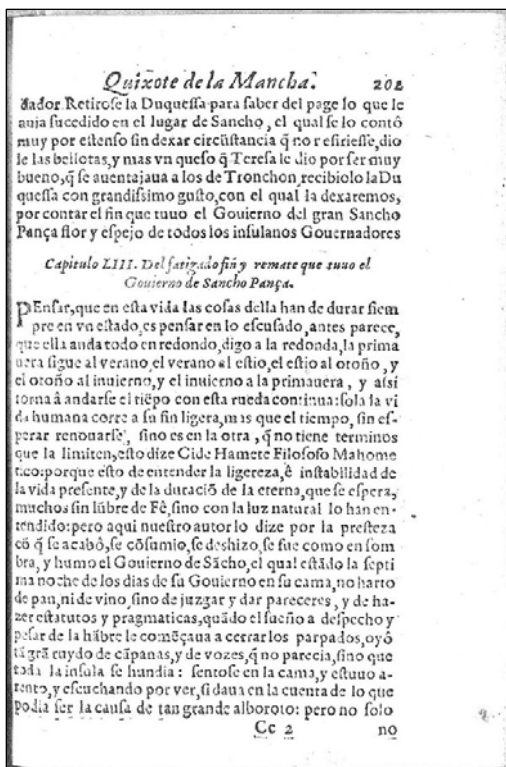 Quixote de la Mancha. 202
dador Retirose la Duquessa para saber del page lo que le
auia sucedido en el lugar de Sancho, el qual se lo contò
muy por estenso sin dexar circũstancia q̃ no refiriesse, dio
le las bellotas, y mas vn queso q̃ Teresa le dio por ser muy
bueno, q̃ se auentajaua a los de Tronchon, recibiolo la Du
quessa con grandissimo gusto, con el qual la dexaremos,
por contar el fin que tuuo el Gouierno del gran Sancho
Pança flor y espejo de todos los insulanos Gouernadores
Capitulo LIII. Del fatigado fin y remate que tuuo el
Gouierno de Sancho Pança.
PEnsar, que en esta vida las cosas della han de durar siem
pre en vn estado, es pensar en lo escusado, antes parece,
que ella anda todo en redondo, digo a la redonda, la prima
uera sigue al verano, el verano al estio, el estio al otoño, y
el otoño al inuierno, y el inuierno a la primauera, y assi
torna à andarse el tiẽpo con esta rueda continua: sola la vi
da humana corre a su fin ligera, mas que el tiempo, sin es-
perar renouarse, sino es en la otra, q̃ no tiene terminos
que la limiten, esto dize Cide Hamete Filosofo Mahome
tico: porque esto de entender la ligereza, è instabilidad de
la vida presente, y de la duraciõ de la eterna, que se espera,
muchos sin lũbre de Fè, sino con la luz natural lo han en-
tendido: pero aqui nuestro autor lo dize por la presteza
cõ q̃ se acabò, se cõsumio, se deshizo, se fue como en som
bra, y humo el Gouierno de Sãcho, el qual estãdo la septi
ma noche de los dias de su Gouierno en su cama, no harto
de pan, ni de vino, sino de juzgar y dar pareceres, y de ha-
zer estatutos y pragmaticas, quãdo el sueño a despecho y
pesar de la hãbre le comẽçaua a cerrar los parpados, oyò
tã grã ruydo de cãpanas, y de vozes, q̃ no parecia, sino que
toda la insula se hundia: sentose en la cama, y estuuo a-
tento, y escuchando por ver, si daua en la cuenta de lo que
podia ser la causa de tan grande alboroto: pero no solo
Cc 2 no